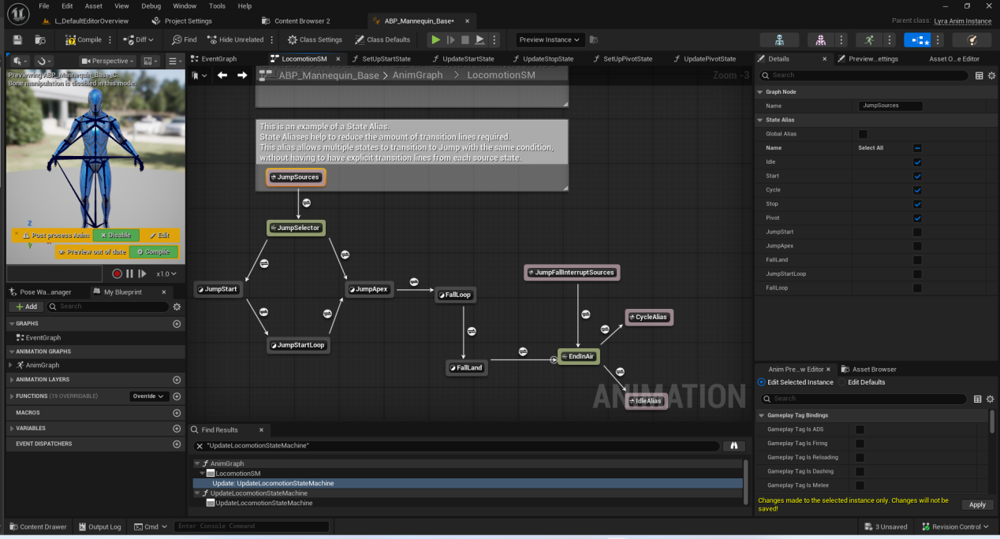 File Edit Asset View Debug Window Tools Help
L_DefaultEditorOverview
Project Settings
Content Browser 2
ABP_Mannequin_Base*
Parent class: Lyra Anim Instance
Compile
Diff
Find
Hide Unrelated
Class Settings
Class Defaults
Preview Instance
EventGraph
LocomotionSM
SetUpStartState
UpdateStartState
UpdateStopState
SetUpPivotState
UpdatePivotState
Details
Preview...ettings
Asset O...e Editor
Perspective
Previewing ABP_Mannequin_Base_C.
Bone manipulation is disabled in this mode.
Z
Y
Post process Anim:
Disable
Edit
Preview out of date
Compile
x1.0
Pose Wa...anager
My Blueprint
Add
Search
GRAPHS
EventGraph
ANIMATION GRAPHS
AnimGraph
ANIMATION LAYERS
FUNCTIONS (19 OVERRIDABLE)
Override
MACROS
VARIABLES
EVENT DISPATCHERS
ABP_Mannequin_Base > AnimGraph > LocomotionSM
Zoom -3
This is an example of a State Alias.
State Aliases help to reduce the amount of transition lines required.
This alias allows multiple states to transition to Jump with the same condition,
without having to have explicit transition lines from each source state.
JumpSources
JumpSelector
JumpStart
JumpApex
JumpStartLoop
FallLoop
FallLand
JumpFallInterruptSources
CycleAlias
EndInAir
IdleAlias
ANIMATION
Find Results
"UpdateLocomotionStateMachine"
AnimGraph
LocomotionSM
Update: UpdateLocomotionStateMachine
UpdateLocomotionStateMachine
UpdateLocomotionStateMachine
Search
Graph Node
Name
JumpSources
State Alias
Global Alias
Name
Select All
Idle
Start
Cycle
Stop
Pivot
JumpStart
JumpApex
FallLand
JumpStartLoop
FallLoop
Anim Pre...w Editor
Asset Browser
Edit Selected Instance
Edit Defaults
Search
Gameplay Tag Bindings
Gameplay Tag Is ADS
Gameplay Tag Is Firing
Gameplay Tag Is Reloading
Gameplay Tag Is Dashing
Gameplay Tag Is Melee
Changes made to the selected instance only. Changes will not be
saved!
Apply
Content Drawer
Output Log
Cmd
Enter Console Command
3 Unsaved
Revision Control